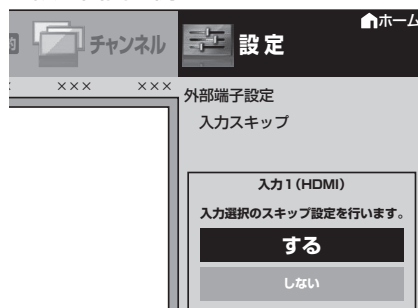 ホーム
チャンネル
設定
××× ×××
外部端子設定
入力スキップ
入力1(HDMI)
入力選択のスキップ設定を行います。
する
しない